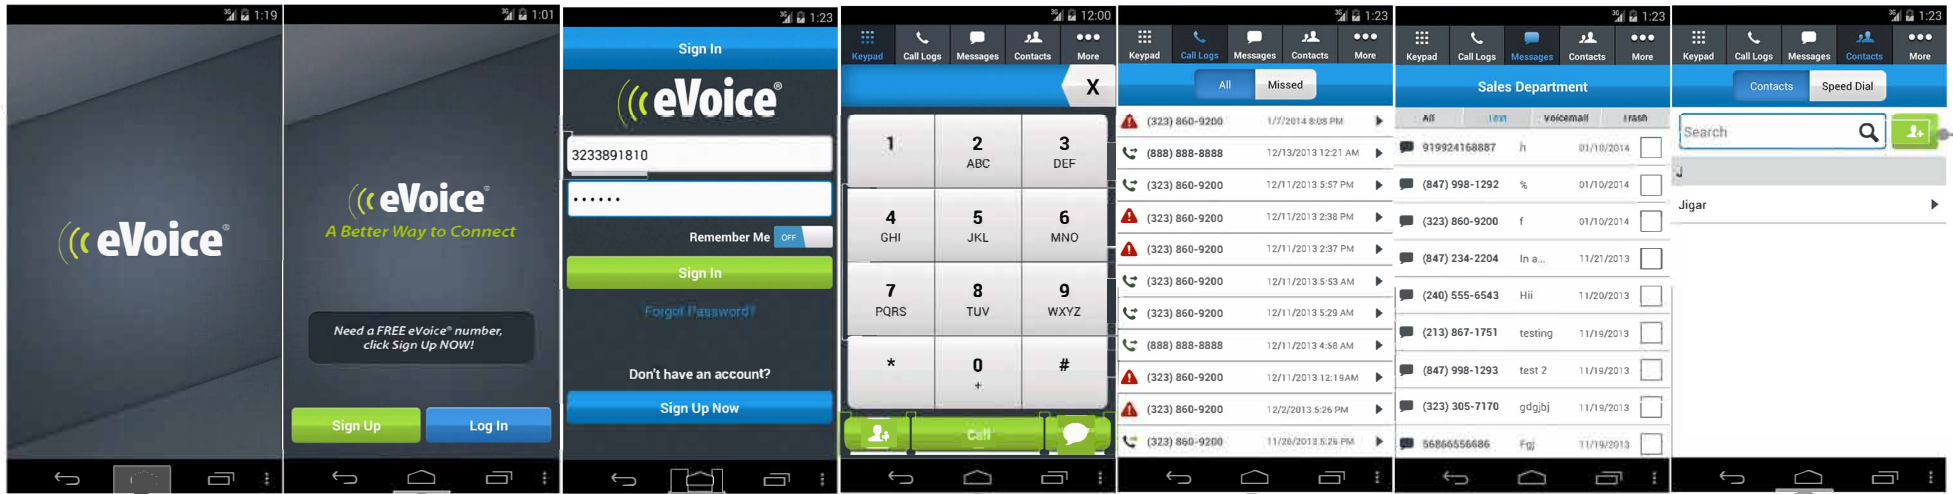 3G 1:19
((( eVoice®
3G 1:01
((( eVoice®
A Better Way to Connect
Need a FREE eVoice® number,
click Sign Up NOW!
Sign Up Log In
3G 1:23
Sign In
((( eVoice®
3233891810
••••••
Remember Me OFF
Sign In
Forgot Password?
Don't have an account?
Sign Up Now
3G 12:00
Keypad Call Logs Messages Contacts More
X
1 2 3
ABC DEF
4 5 6
GHI JKL MNO
7 8 9
PQRS TUV WXYZ
* 0 #
+
Call
3G 1:23
Keypad Call Logs Messages Contacts More
All Missed
(323) 860-9200 1/7/2014 8:08 PM
(888) 888-8888 12/13/2013 12:21 AM
(323) 860-9200 12/11/2013 5:57 PM
(323) 860-9200 12/11/2013 2:38 PM
(323) 860-9200 12/11/2013 2:37 PM
(323) 860-9200 12/11/2013 5:53 AM
(323) 860-9200 12/11/2013 5:29 AM
(888) 888-8888 12/11/2013 4:58 AM
(323) 860-9200 12/11/2013 12:19AM
(323) 860-9200 12/2/2013 5:26 PM
(323) 860-9200 11/26/2013 5:25 PM
3G 1:23
Keypad Call Logs Messages Contacts More
Sales Department
All Text Voicemail Trash
919924168887 h 01/10/2014
(847) 998-1292 % 01/10/2014
(323) 860-9200 f 01/10/2014
(847) 234-2204 In a... 11/21/2013
(240) 555-6543 Hii 11/20/2013
(213) 867-1751 testing 11/19/2013
(847) 998-1293 test 2 11/19/2013
(323) 305-7170 gdgjbj 11/19/2013
56866556686 Fgj 11/19/2013
3G 1:23
Keypad Call Logs Messages Contacts More
Contacts Speed Dial
Search
J
Jigar